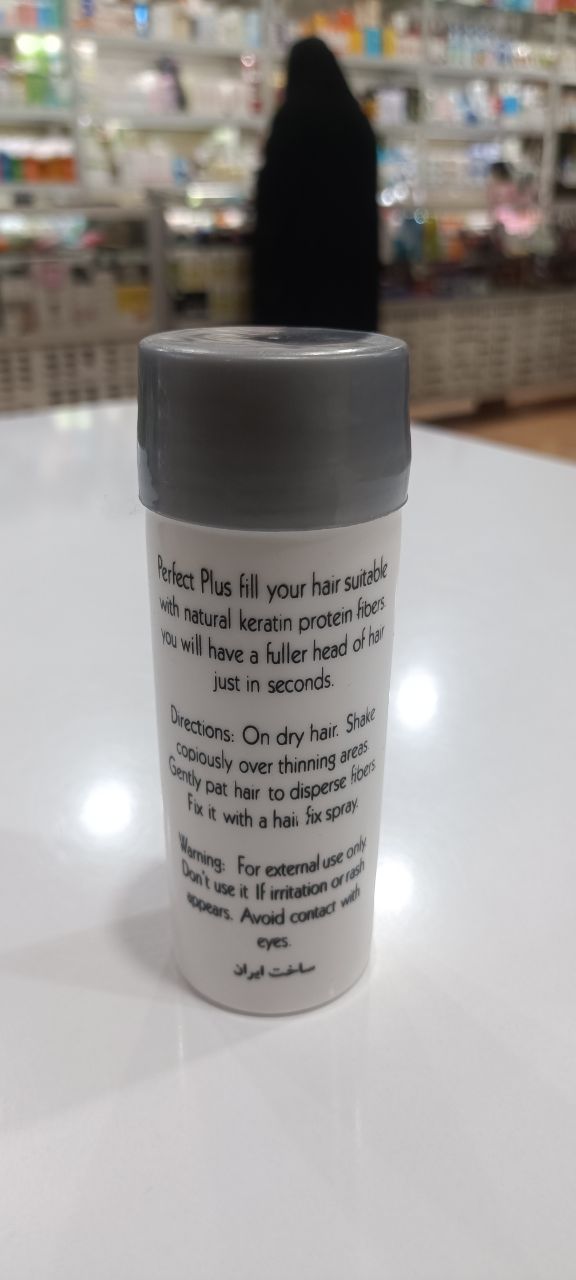 Perfect Plus fill your hair suitable
with natural keratin protein fibers.
you will have a fuller head of hair
just in seconds.
Directions: On dry hair. Shake
copiously over thinning areas.
Gently pat hair to disperse fibers.
Fix it with a hair fix spray.
Warning: For external use only.
Don't use it If irritation or rash
appears. Avoid contact with
eyes.
ساخت ایران